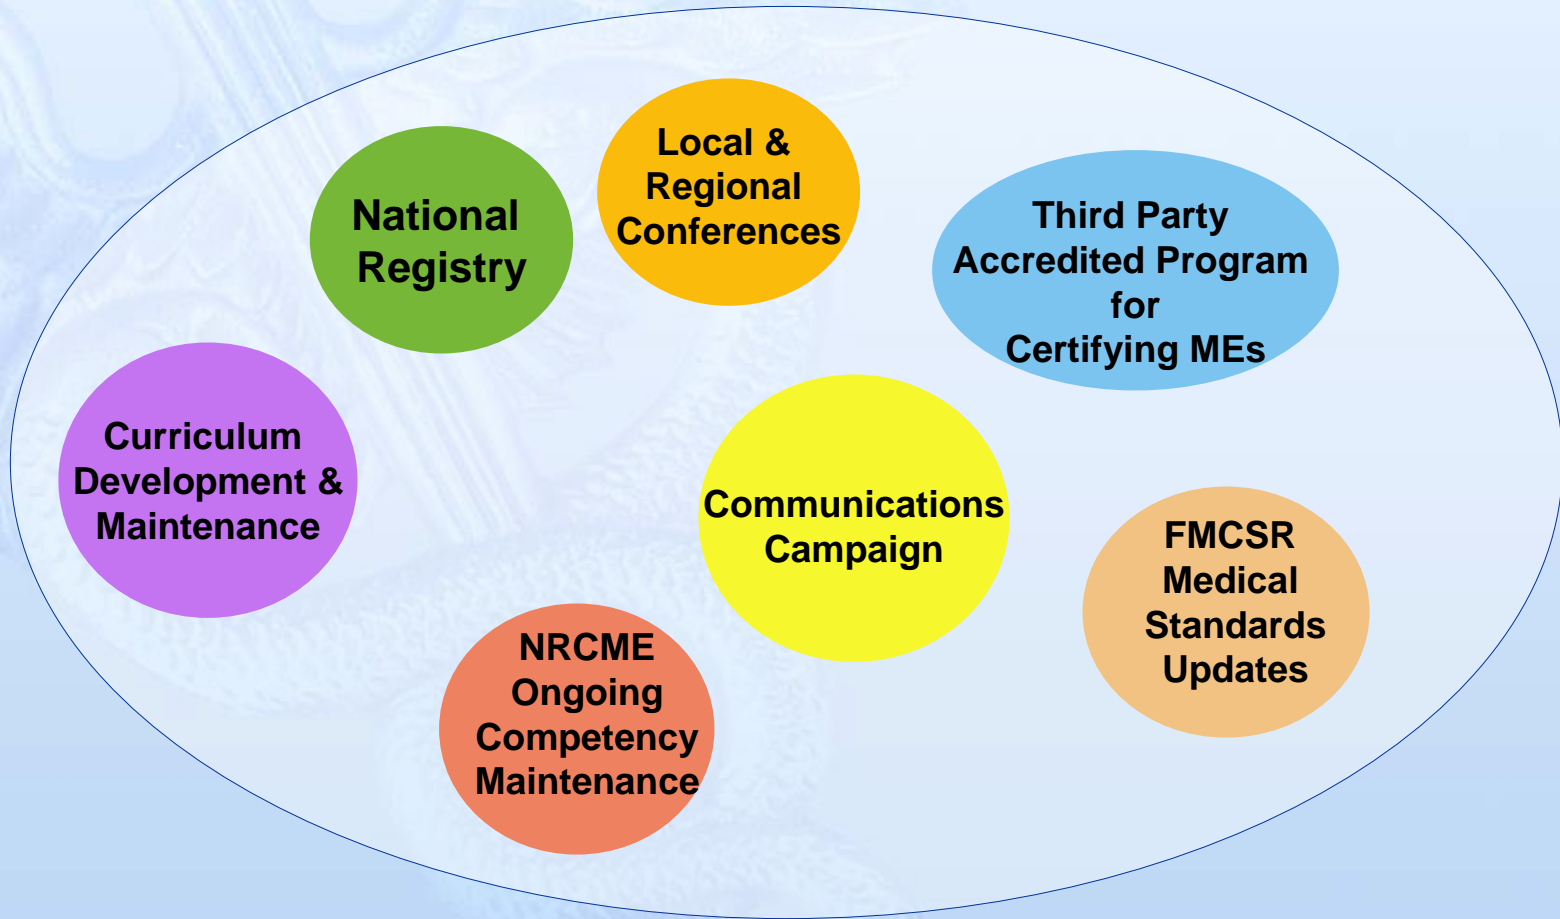 National
Registry
Local &
Regional
Conferences
Third Party
Accredited Program
for
Certifying MEs
Curriculum
Development &
Maintenance
Communications
Campaign
FMCSR
Medical
Standards
Updates
NRCME
Ongoing
Competency
Maintenance